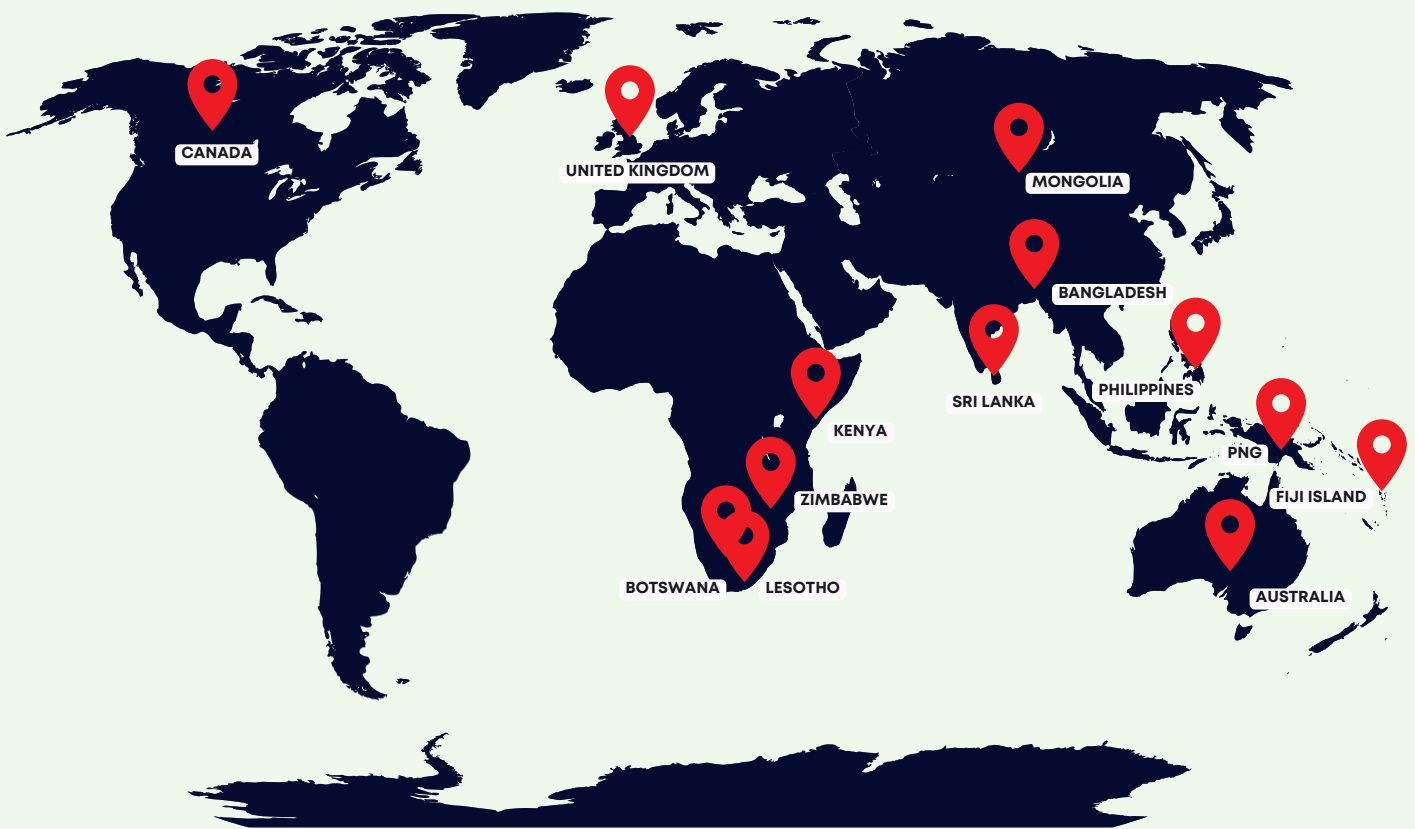 CANADA
UNITED KINGDOM
MONGOLIA
BANGLADESH
PHILIPPINES
SRI LANKA
KENYA
PNG
ZIMBABWE
FIJI ISLAND
BOTSWANA
LESOTHO
AUSTRALIA